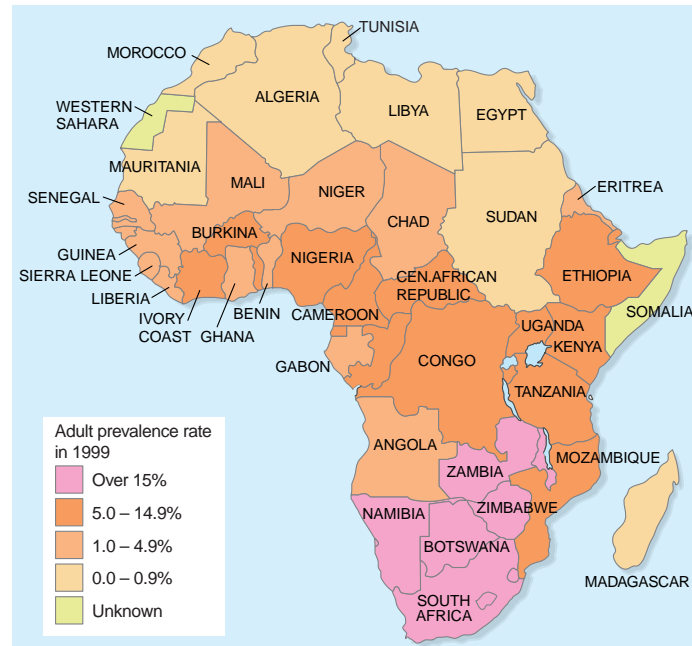 TUNISIA
MOROCCO
ALGERIA
LIBYA
EGYPT
WESTERN
SAHARA
MAURITANIA
MALI
NIGER
CHAD
SUDAN
ERITREA
SENEGAL
BURKINA
NIGERIA
GUINEA
SIERRA LEONE
LIBERIA
IVORY
COAST
GHANA
BENIN
CAMEROON
CEN.AFRICAN
REPUBLIC
ETHIOPIA
SOMALIA
UGANDA
KENYA
GABON
CONGO
TANZANIA
ANGOLA
ZAMBIA
MOZAMBIQUE
ZIMBABWE
NAMIBIA
BOTSWANA
SOUTH
AFRICA
MADAGASCAR
Adult prevalence rate
in 1999
Over 15%
5.0 – 14.9%
1.0 – 4.9%
0.0 – 0.9%
Unknown